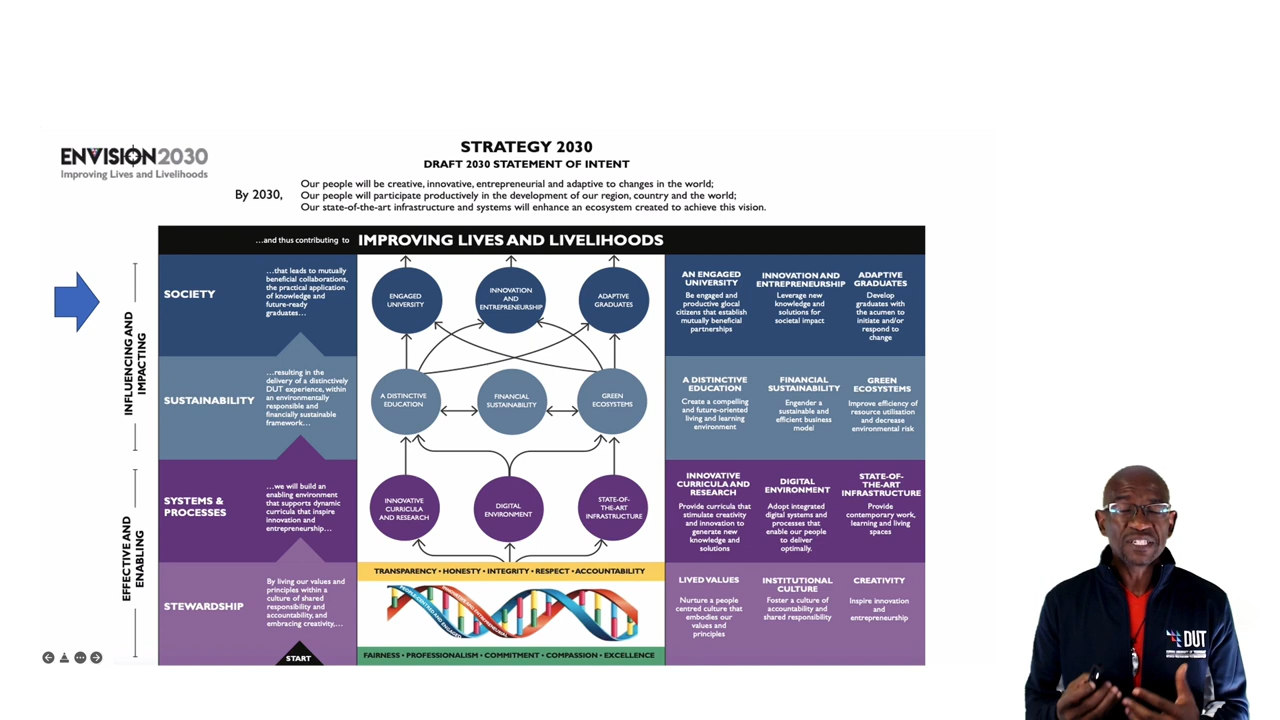 ENVISION2030
Improving Lives and Livelihoods
STRATEGY 2030
DRAFT 2030 STATEMENT OF INTENT
By 2030,
Our people will be creative, innovative, entrepreneurial and adaptive to changes in the world;
Our people will participate productively in the development of our region, country and the world;
Our state-of-the-art infrastructure and systems will enhance an ecosystem created to achieve this vision.
...and thus contributing to IMPROVING LIVES AND LIVELIHOODS
INFLUENCING AND
IMPACTING
SOCIETY
...that leads to mutually
beneficial collaborations,
the practical application
of knowledge and
future-ready
graduates...
ENGAGED
UNIVERSITY
INNOVATION
AND
ENTREPRENEURSHIP
ADAPTIVE
GRADUATES
AN ENGAGED
UNIVERSITY
Be engaged and
productive glocal
citizens that establish
mutually beneficial
partnerships
INNOVATION AND
ENTREPRENEURSHIP
Leverage new
knowledge and
solutions for
societal impact
ADAPTIVE
GRADUATES
Develop
graduates with
the acumen to
initiate and/or
respond to
change
SUSTAINABILITY
...resulting in the
delivery of a distinctively
DUT experience, within
an environmentally
responsible and
financially sustainable
framework...
A DISTINCTIVE
EDUCATION
FINANCIAL
SUSTAINABILITY
GREEN
ECOSYSTEMS
A DISTINCTIVE
EDUCATION
Create a compelling
and future-oriented
living and learning
environment
FINANCIAL
SUSTAINABILITY
Engender a
sustainable and
efficient business
model
GREEN
ECOSYSTEMS
Improve efficiency of
resource utilisation
and decrease
environmental risk
EFFECTIVE AND
ENABLING
SYSTEMS &
PROCESSES
...we will build an
enabling environment
that supports dynamic
curricula that inspire
innovation and
entrepreneurship...
INNOVATIVE
CURRICULA
AND RESEARCH
DIGITAL
ENVIRONMENT
STATE-OF-
THE-ART
INFRASTRUCTURE
INNOVATIVE
CURRICULA AND
RESEARCH
Provide curricula that
stimulate creativity
and innovation to
generate new
knowledge and
solutions
DIGITAL
ENVIRONMENT
Adopt integrated
digital systems and
processes that
enable our people
to deliver
optimally.
STATE-OF-
THE-ART
INFRASTRUCTURE
Provide
contemporary work,
learning and living
spaces
STEWARDSHIP
By living our values and
principles within a
culture of shared
responsibility and
accountability, and
embracing creativity,...
START
TRANSPARENCY • HONESTY • INTEGRITY • RESPECT • ACCOUNTABILITY
FAIRNESS • PROFESSIONALISM • COMMITMENT • COMPASSION • EXCELLENCE
LIVED VALUES
Nurture a people
centred culture that
embodies our
values and
principles
INSTITUTIONAL
CULTURE
Foster a culture of
accountability and
shared responsibility
CREATIVITY
Inspire innovation
and
entrepreneurship
DUT